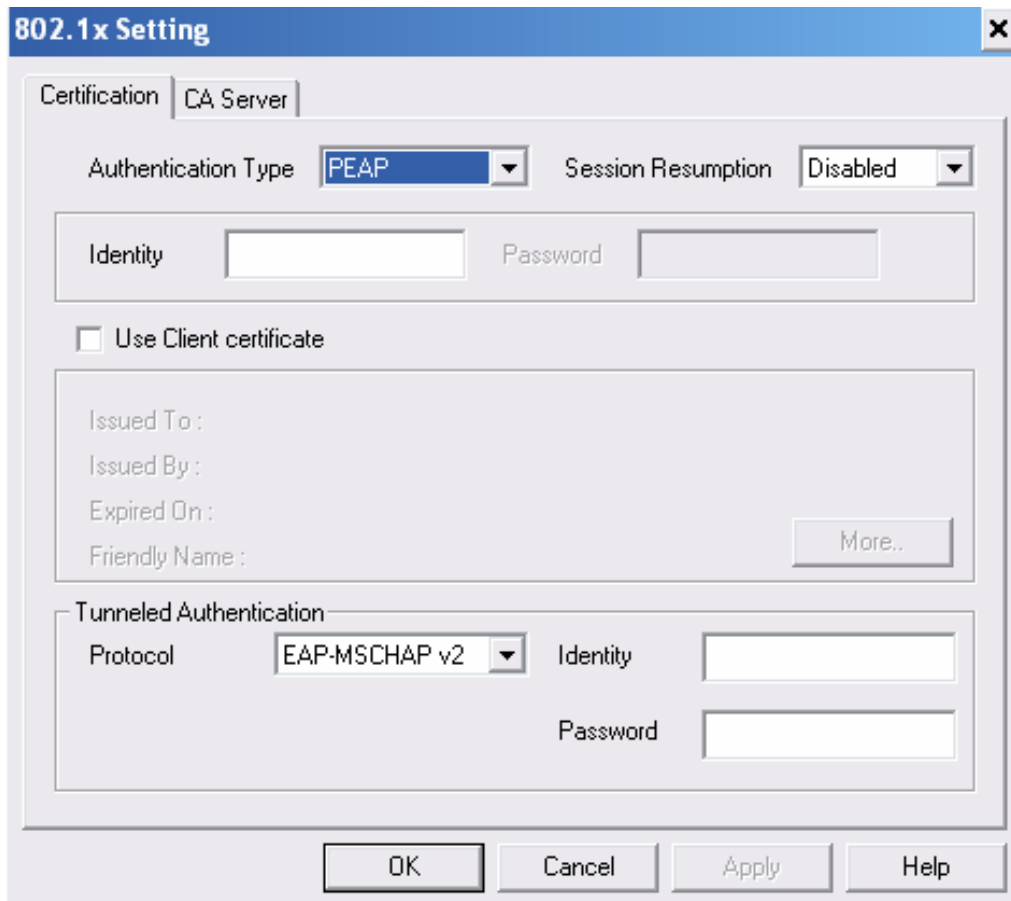 802.1x Setting
Certification CA Server
Authentication Type PEAP Session Resumption Disabled
Identity Password
Use Client certificate
Issued To :
Issued By :
Expired On :
Friendly Name :
More..
Tunneled Authentication
Protocol EAP-MSCHAP v2 Identity
Password
OK Cancel Apply Help